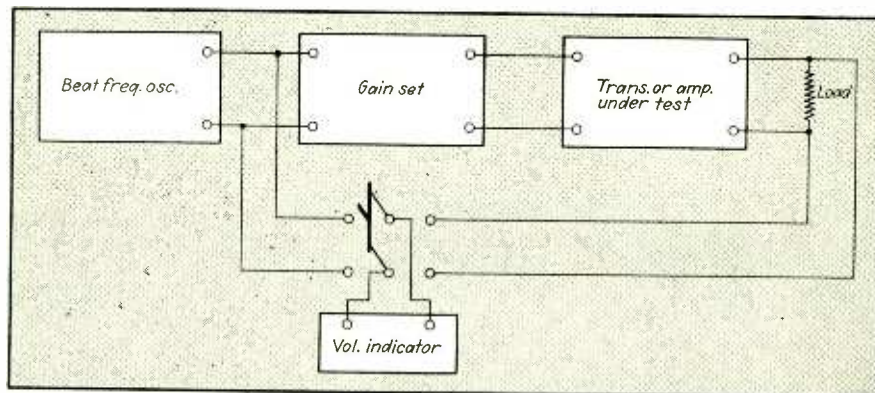 Beat freq. osc.
Gain set
Trans. or amp.
under test
Load
Vol. indicator